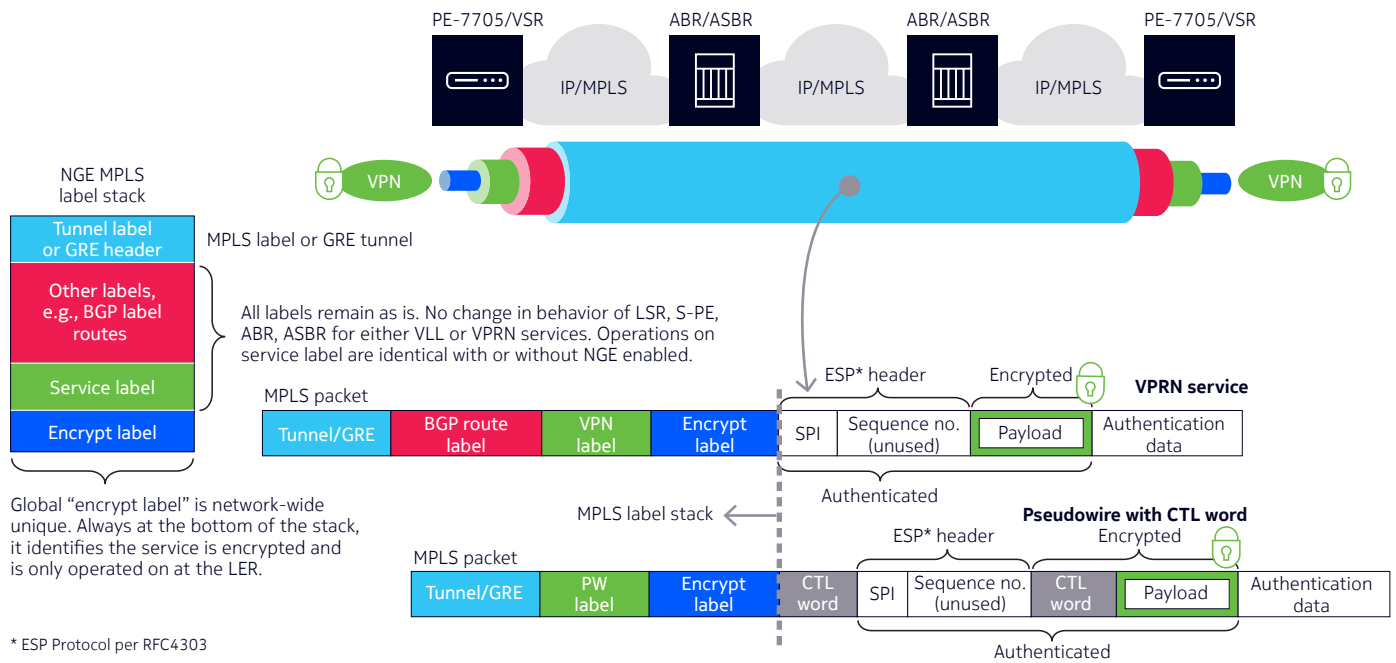 PE-7705/VSR
ABR/ASBR
ABR/ASBR
PE-7705/VSR
IP/MPLS
IP/MPLS
IP/MPLS
VPN
VPN
NGE MPLS
label stack
Tunnel label
or GRE header
MPLS label or GRE tunnel
Other labels,
e.g., BGP label
routes
All labels remain as is. No change in behavior of LSR, S-PE,
ABR, ASBR for either VLL or VPRN services. Operations on
service label are identical with or without NGE enabled.
Service label
Encrypt label
Global “encrypt label” is network-wide
unique. Always at the bottom of the stack,
it identifies the service is encrypted and
is only operated on at the LER.
ESP* header
Encrypted
VPRN service
MPLS packet
Tunnel/GRE
BGP route
label
VPN
label
Encrypt
label
SPI
Sequence no.
(unused)
Payload
Authentication
data
Authenticated
MPLS label stack
Pseudowire with CTL word
ESP* header
Encrypted
MPLS packet
Tunnel/GRE
PW
label
Encrypt
label
CTL
word
SPI
Sequence no.
(unused)
CTL
word
Payload
Authentication
data
Authenticated
* ESP Protocol per RFC4303